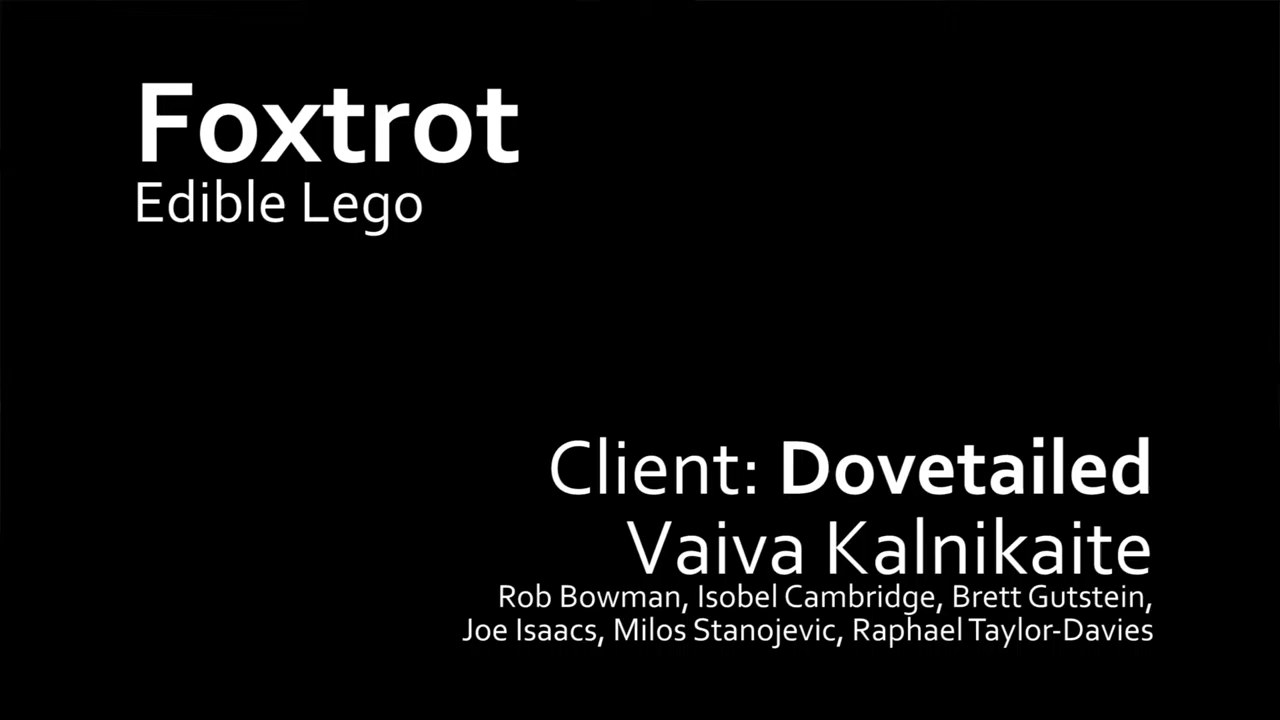 Foxtrot
Edible Lego
Client: Dovetailed
Vaiva Kalnikaite
Rob Bowman, Isobel Cambridge, Brett Gutstein,
Joe Isaacs, Milos Stanojevic, Raphael Taylor-Davies